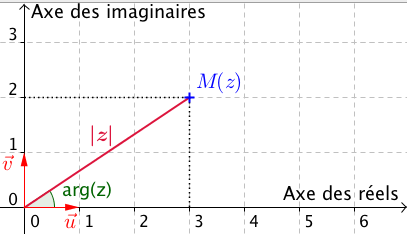 Axe des imaginaires
3
M(z)
2
|z|
1
v⃗
arg(z)
Axe des réels
0
0 u⃗ 1 2 3 4 5 6